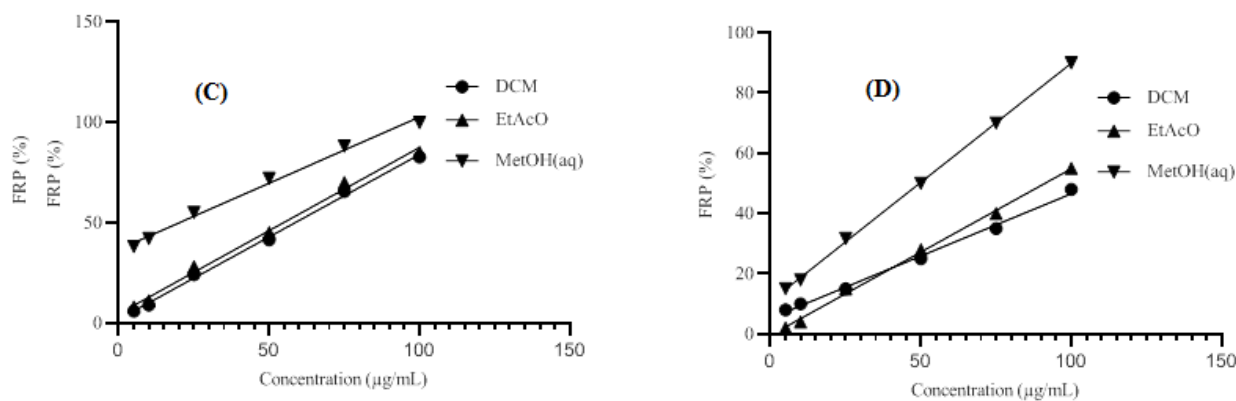 150
100
50
0
FRP (%)
FRP (%)
(C)
DCM
EtAcO
MetOH(aq)
0 50 100 150
Concentration (µg/mL)
100
80
60
40
20
0
FRP (%)
(D)
DCM
EtAcO
MetOH(aq)
0 50 100 150
Concentration (µg/mL)